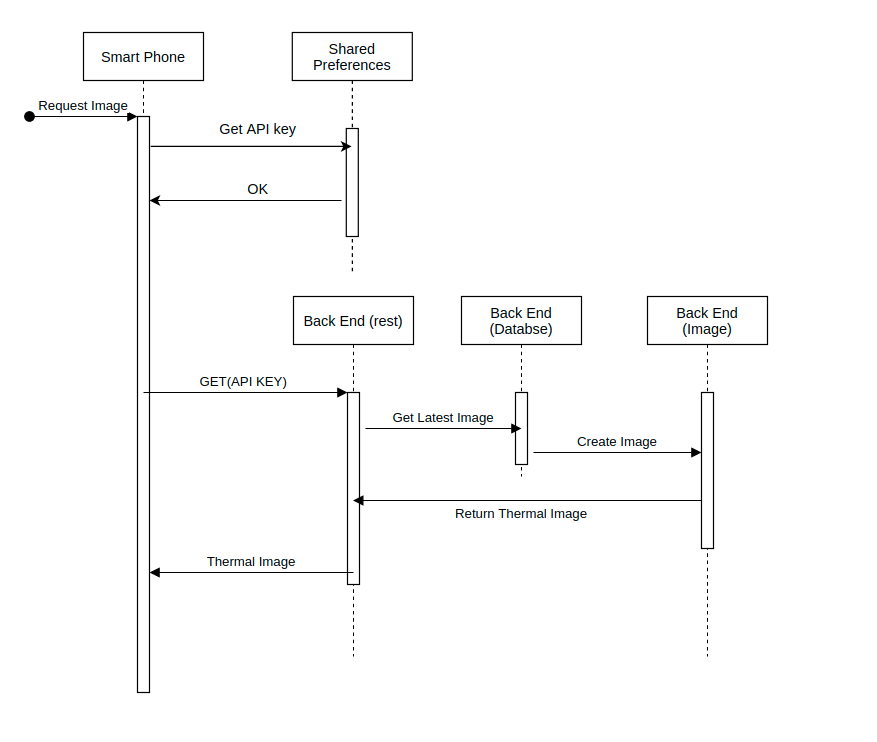 Smart Phone
Shared
Preferences
Request Image
Get API key
OK
Back End (rest)
Back End
(Databse)
Back End
(Image)
GET(API KEY)
Get Latest Image
Create Image
Return Thermal Image
Thermal Image